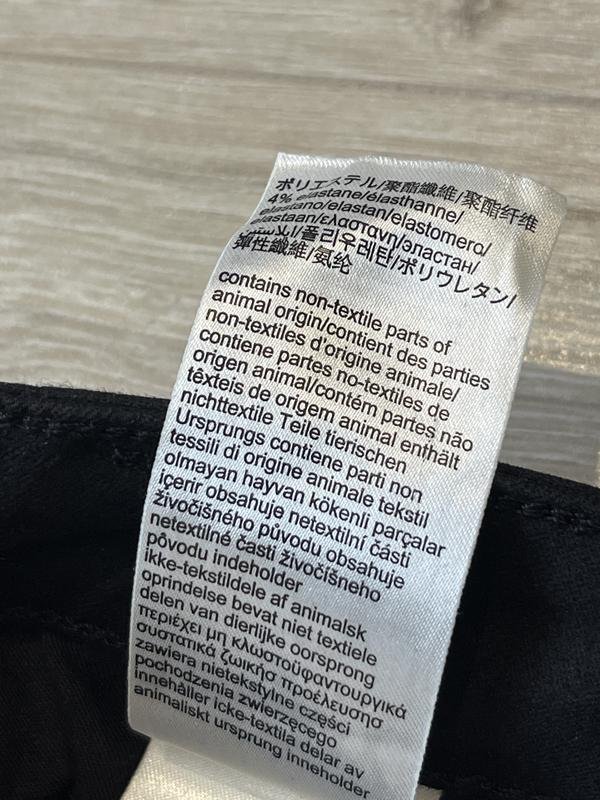 ポリエステル/聚酯纖維/聚酯纤维
4% elastane/élasthanne/
elastano/elastan/elastomero/
elastaan/ελαστανη/эластан/
/폴리우레탄/ポリウレタン/
彈性纖維/氨纶
contains non-textile parts of
animal origin/contient des parties
non-textiles d'origine animale/
contiene partes no-textiles de
origen animal/contém partes não
têxteis de origem animal enthält
nichttextile Teile tierischen
Ursprungs contiene parti non
tessili di origine animale tekstil
olmayan hayvan kökenli parçalar
içerir obsahuje netextilní části
živočišného původu obsahuje
netextilné časti živočišneho
pôvodu indeholder
ikke-tekstildele af animalsk
oprindelse bevat niet textiele
delen van dierlijke oorsprong
περιέχει μη κλωστοϋφαντουργικά
συστατικά ζωικήσ προέλευσησ
zawiera nietekstylne części
pochodzenia zwierzęcego
innehåller icke-textila delar av
animaliskt ursprung inneholder